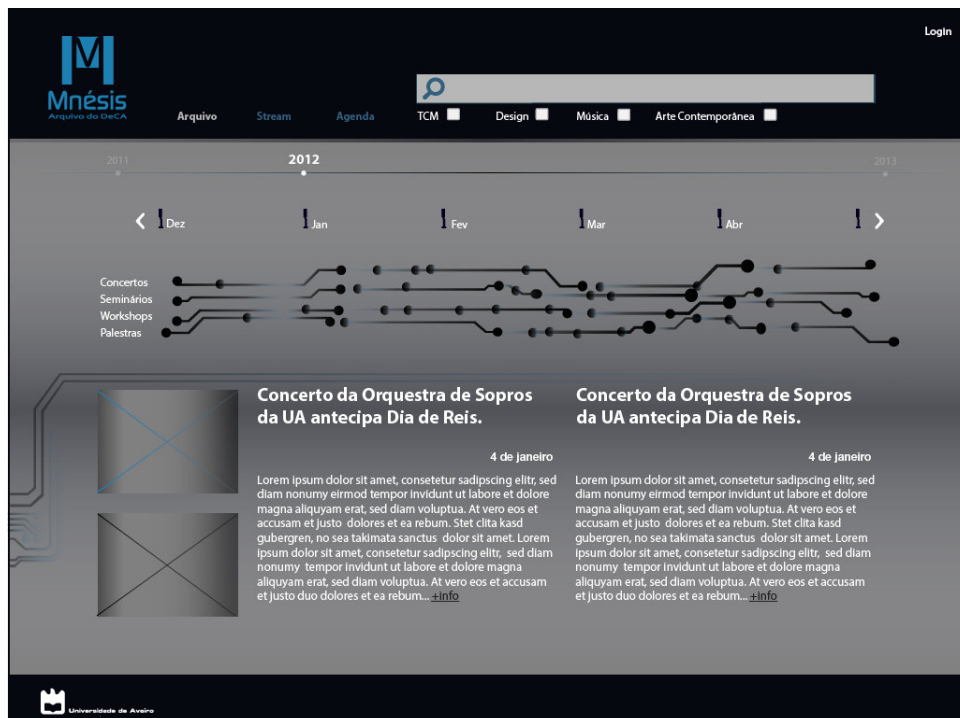 Login
Mnésis
Arquivo do DeCA
Arquivo Stream Agenda
TCM Design Música Arte Contemporânea
2011 2012 2013
Dez Jan Fev Mar Abr
Concertos
Seminários
Workshops
Palestras
Concerto da Orquestra de Sopros
da UA antecipa Dia de Reis.
4 de janeiro
Lorem ipsum dolor sit amet, consetetur sadipscing elitr, sed
diam nonumy eirmod tempor invidunt ut labore et dolore
magna aliquyam erat, sed diam voluptua. At vero eos et
accusam et justo dolores et ea rebum. Stet clita kasd
gubergren, no sea takimata sanctus dolor sit amet. Lorem
ipsum dolor sit amet, consetetur sadipscing elitr, sed diam
nonumy tempor invidunt ut labore et dolore magna
aliquyam erat, sed diam voluptua. At vero eos et accusam
et justo duo dolores et ea rebum... +info
Concerto da Orquestra de Sopros
da UA antecipa Dia de Reis.
4 de janeiro
Lorem ipsum dolor sit amet, consetetur sadipscing elitr, sed
diam nonumy eirmod tempor invidunt ut labore et dolore
magna aliquyam erat, sed diam voluptua. At vero eos et
accusam et justo dolores et ea rebum. Stet clita kasd
gubergren, no sea takimata sanctus dolor sit amet. Lorem
ipsum dolor sit amet, consetetur sadipscing elitr, sed diam
nonumy tempor invidunt ut labore et dolore magna
aliquyam erat, sed diam voluptua. At vero eos et accusam
et justo duo dolores et ea rebum... +info
Universidade de Aveiro